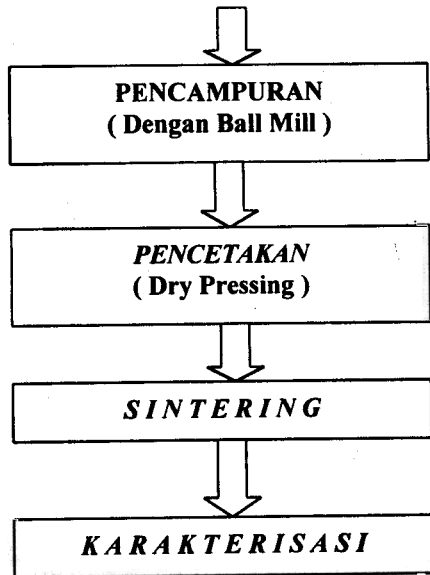 PENCAMPURAN
( Dengan Ball Mill )
PENCETAKAN
( Dry Pressing )
SINTERING
KARAKTERISASI